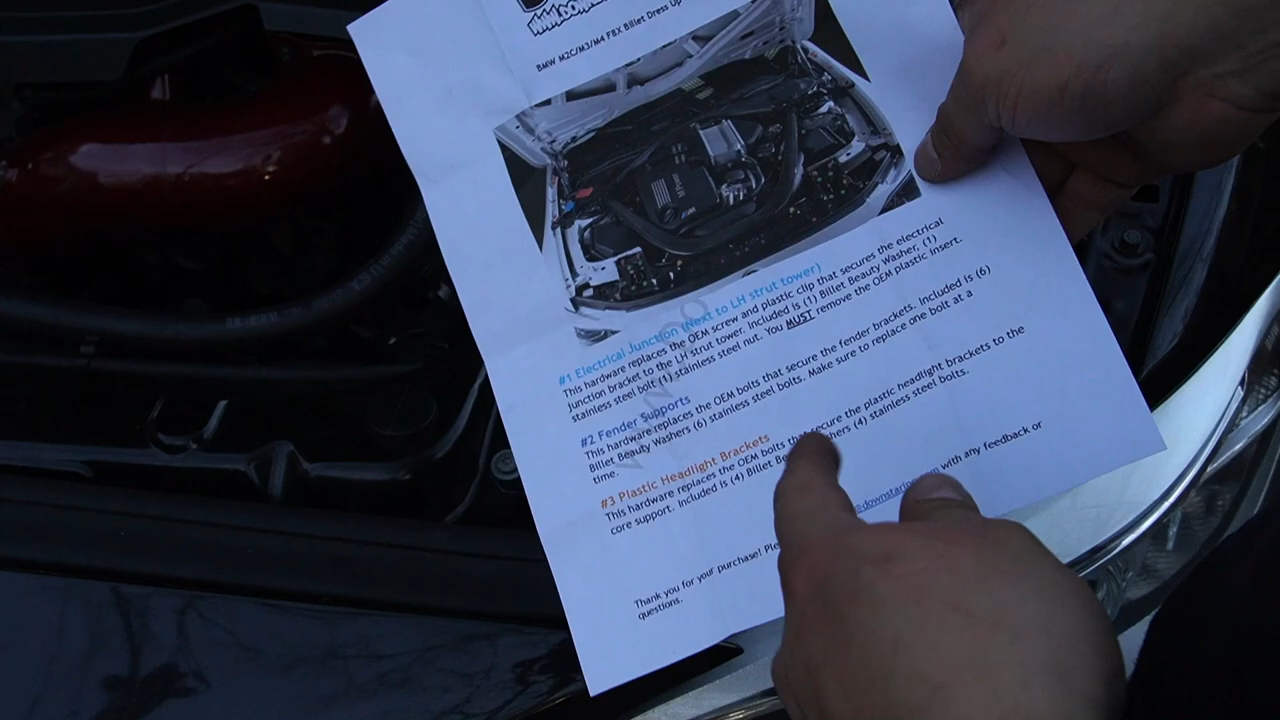 BMW M2C/M3/M4 F8X Billet Dress Up
#1 Electrical Junction (Next to LH strut tower)
This hardware replaces the OEM screw and plastic clip that secures the electrical
junction bracket to the LH strut tower. Included is (1) Billet Beauty Washer, (1)
stainless steel bolt (1) stainless steel nut. You MUST remove the OEM plastic insert.
#2 Fender Supports
This hardware replaces the OEM bolts that secure the fender brackets. Included is (6)
Billet Beauty Washers (6) stainless steel bolts. Make sure to replace one bolt at a
time.
#3 Plastic Headlight Brackets
This hardware replaces the OEM bolts that secure the plastic headlight brackets to the
core support. Included is (4) Billet (4) stainless steel bolts.
Thank you for your purchase! with any feedback or
questions.